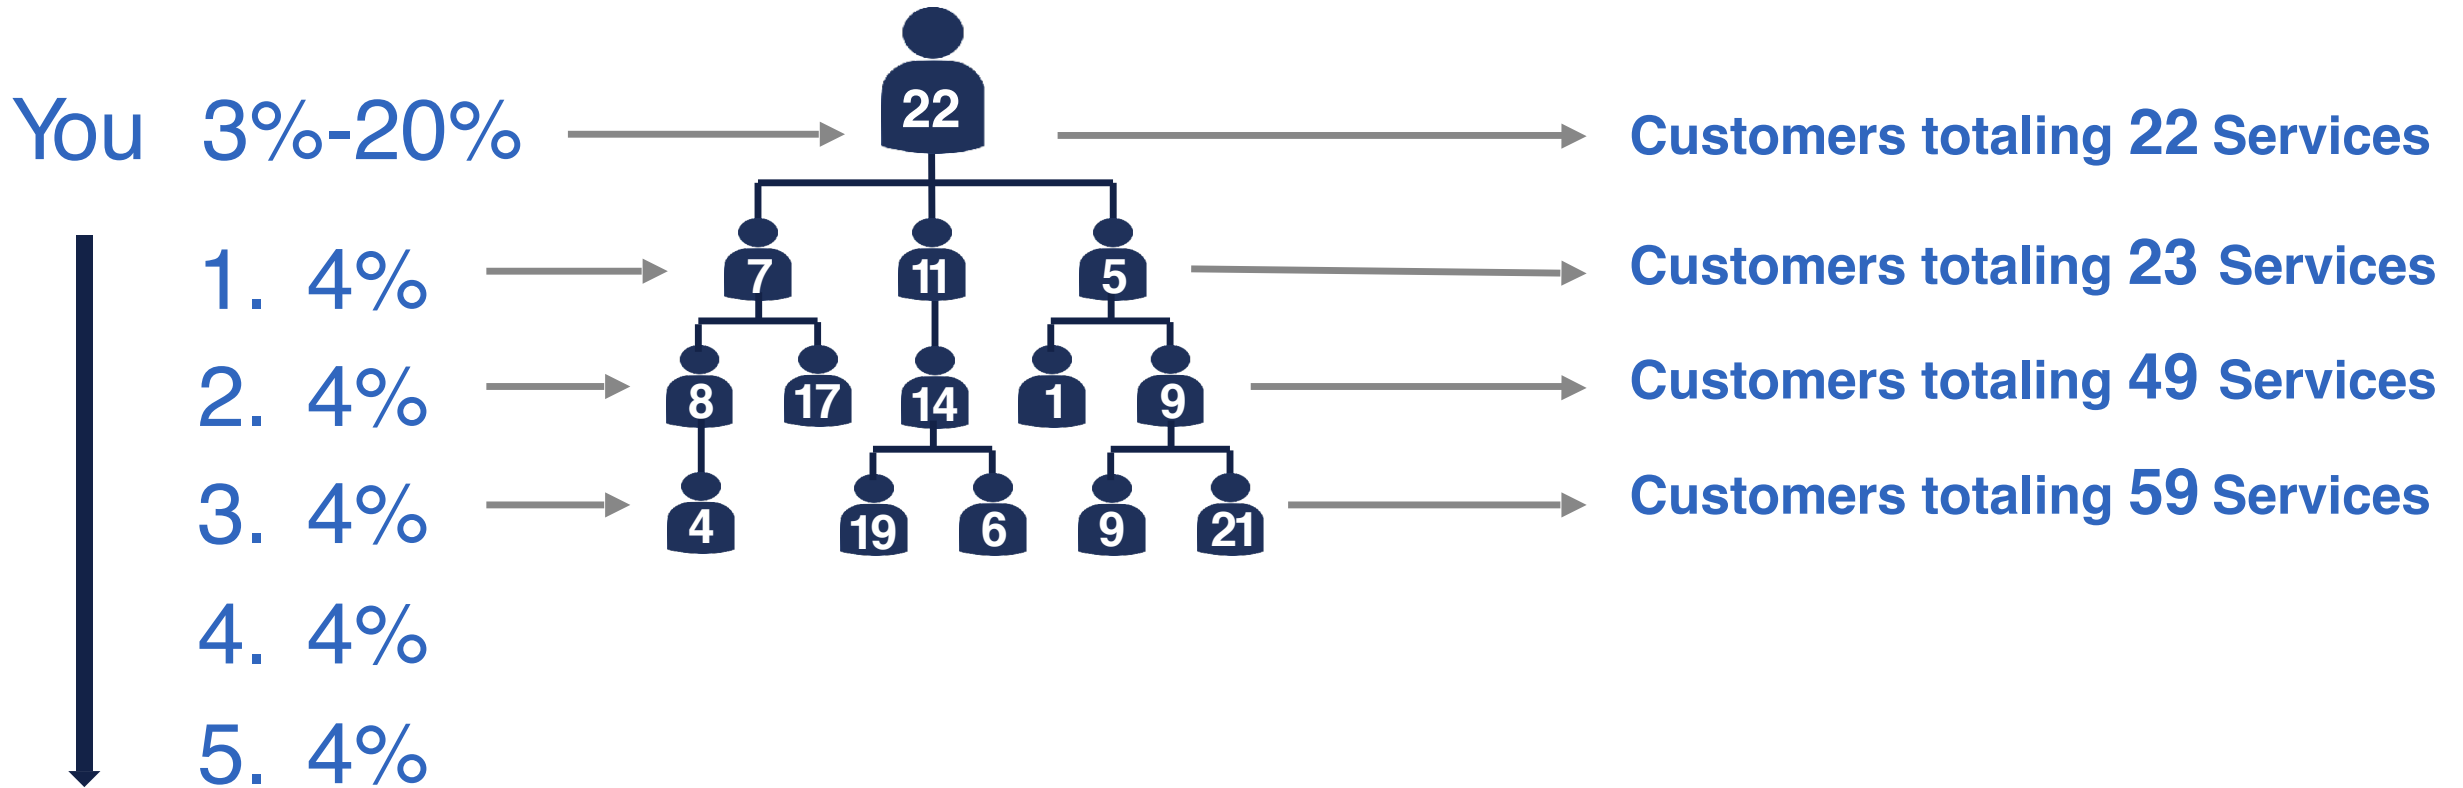 You 3%-20% 22 Customers totaling 22 Services
1. 4% 7 11 5 Customers totaling 23 Services
2. 4% 8 17 14 1 9 Customers totaling 49 Services
3. 4% 4 19 6 9 21 Customers totaling 59 Services
4. 4%
5. 4%